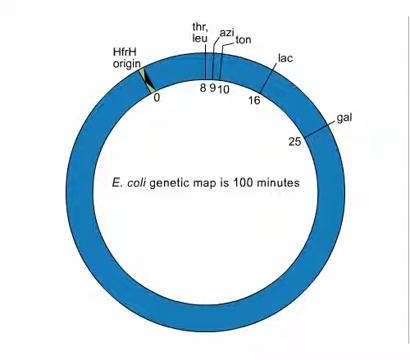 thr,
leu
azi
ton
HfrH
origin
lac
0
8 9 10
16
gal
25
E. coli genetic map is 100 minutes